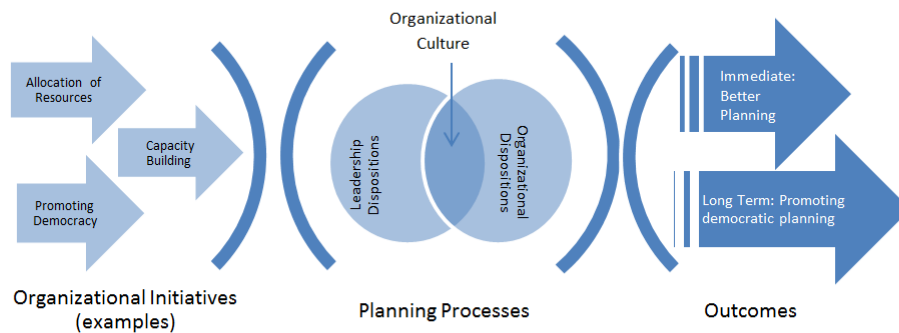 Allocation of
Resources
Capacity
Building
Promoting
Democracy
Organizational Initiatives
(examples)
Organizational
Culture
Leadership
Dispositions
Organizational
Dispositions
Planning Processes
Immediate:
Better
Planning
Long Term: Promoting
democratic planning
Outcomes